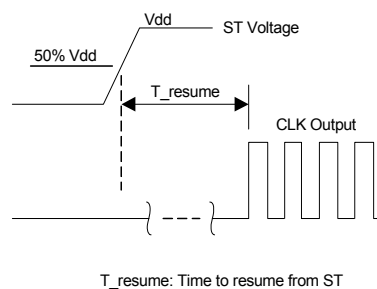 Vdd
ST Voltage
50% Vdd
T_resume
CLK Output
T_resume: Time to resume from ST